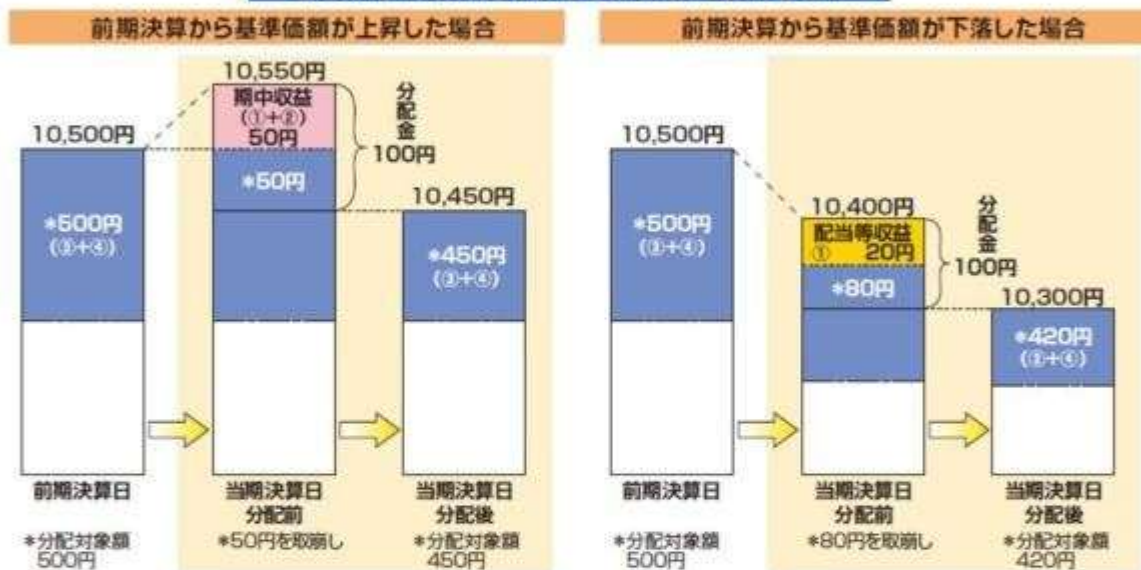 前期決算から基準価額が上昇した場合
10,550円
期中収益
(①+②)
50円
分配金
100円
10,500円
*50円
10,450円
*500円
(③+④)
*450円
(③+④)
前期決算日
当期決算日
分配前
当期決算日
分配後
*分配対象額
500円
*50円を取崩し
*分配対象額
450円
前期決算から基準価額が下落した場合
10,500円
10,400円
配当等収益
① 20円
分配金
100円
*500円
(③+④)
*80円
10,300円
*420円
(③+④)
前期決算日
当期決算日
分配前
当期決算日
分配後
*分配対象額
500円
*80円を取崩し
*分配対象額
420円